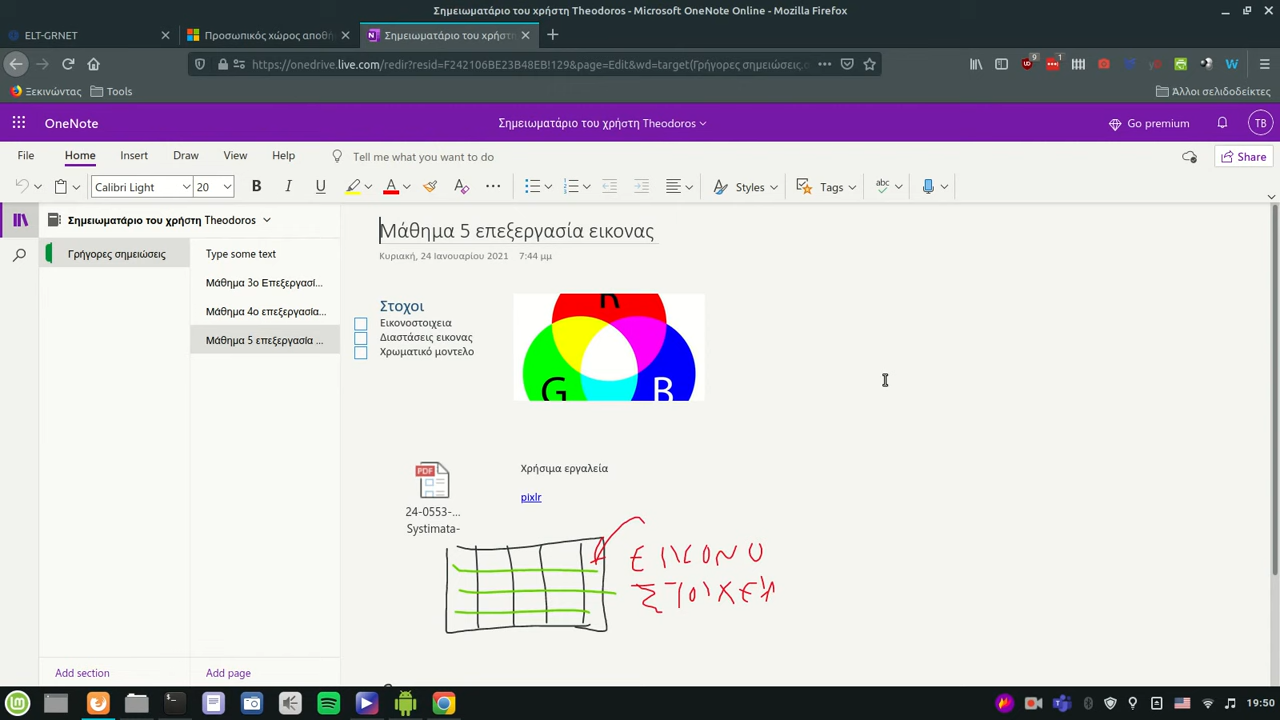 Σημειωματάριο του χρήστη Theodoros - Microsoft OneNote Online - Mozilla Firefox
ELT-GRNET
Προσωπικός χώρος αποθή
Σημειωματάριο του χρήστη
https://onedrive.live.com/redir?resid=F242106BE23B48EB!129&page=Edit&wd=target(Γρήγορες σημειώσεις.o
Ξεκινώντας
Tools
Άλλοι σελιδοδείκτες
OneNote
Σημειωματάριο του χρήστη Theodoros
Go premium
TB
File Home Insert Draw View Help
Tell me what you want to do
Share
Calibri Light 20
B I U A
Styles
Tags
abc
Σημειωματάριο του χρήστη Theodoros
Γρήγορες σημειώσεις
Add section
Type some text
Μάθημα 3ο Επεξεργασί...
Μάθημα 4ο επεξεργασία...
Μάθημα 5 επεξεργασία ...
Add page
Μάθημα 5 επεξεργασία εικονας
Κυριακή, 24 Ιανουαρίου 2021 7:44 μμ
Στοχοι
Εικονοστοιχεια
Διαστάσεις εικονας
Χρωματικό μοντελο
R
G
B
PDF
24-0553-...
Systimata-
Χρήσιμα εργαλεία
pixlr
ΕΙΚΟΝΟ
ΣΤΟΙΧΕΙΑ
19:50